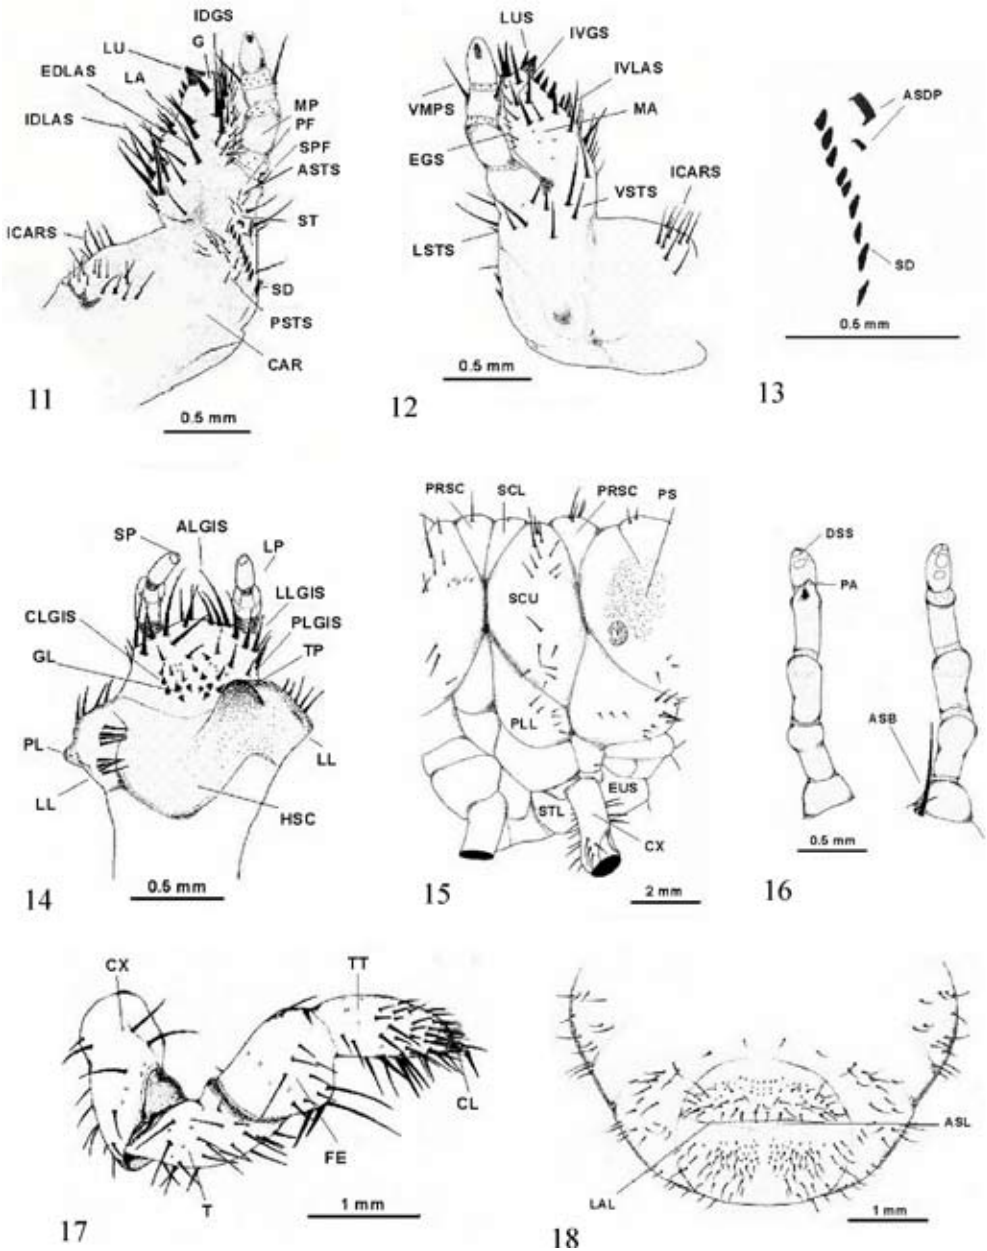 IDGS
G
LU
EDLAS
LA
IDLAS
MP
PF
SPF
ASTS
ST
ICARS
SD
PSTS
CAR
11
0.5 mm
LUS
IVGS
IVLAS
VMPS
MA
EGS
VSTS
ICARS
LSTS
0.5 mm
12
ASDP
SD
0.5 mm
13
ALGIS
SP
LP
CLGIS
LLGIS
PLGIS
GL
TP
PL
LL
LL
HSC
0.5 mm
14
PRSC
SCL
PRSC
PS
SCU
PLL
EUS
STL
CX
2 mm
15
DSS
PA
ASB
0.5 mm
16
CX
TT
CL
FE
T
1 mm
17
ASL
LAL
1 mm
18